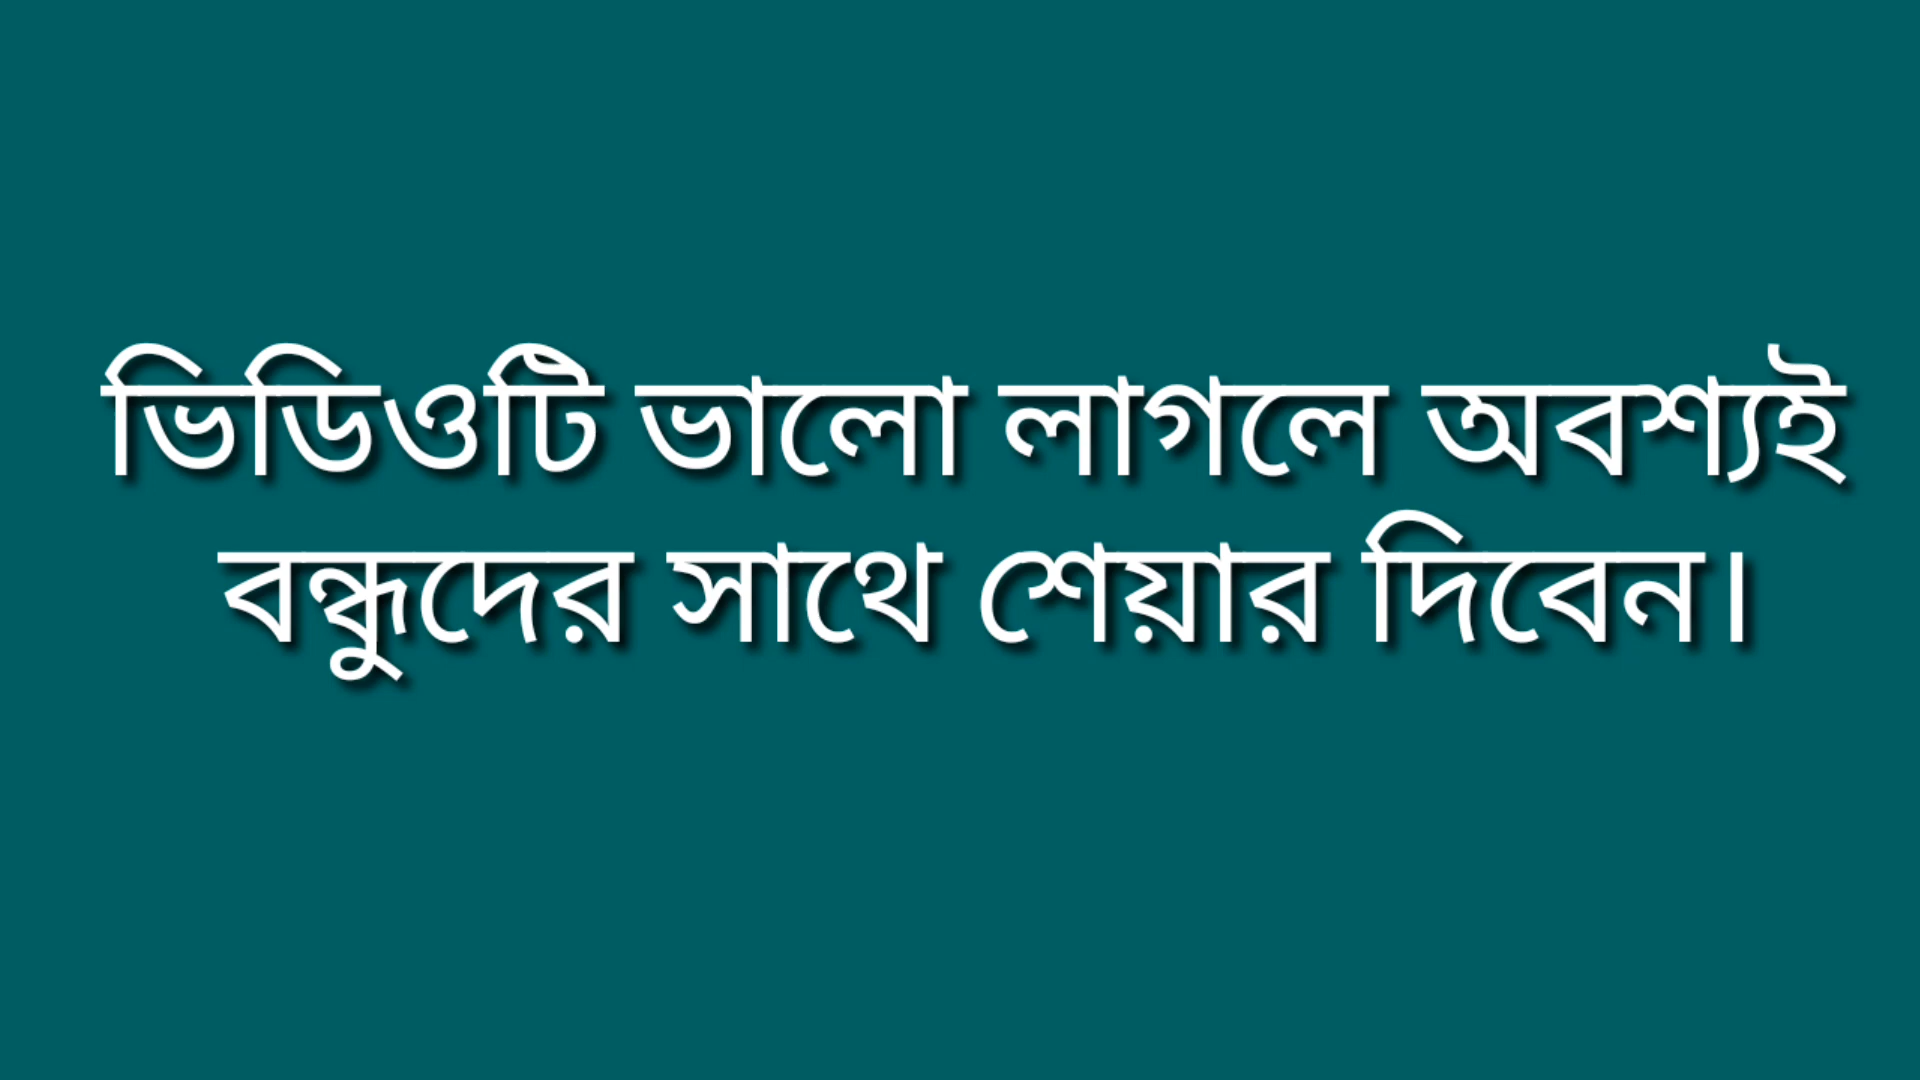 ভিডিওটি ভালো লাগলে অবশ্যই
বন্ধুদের সাথে শেয়ার দিবেন।